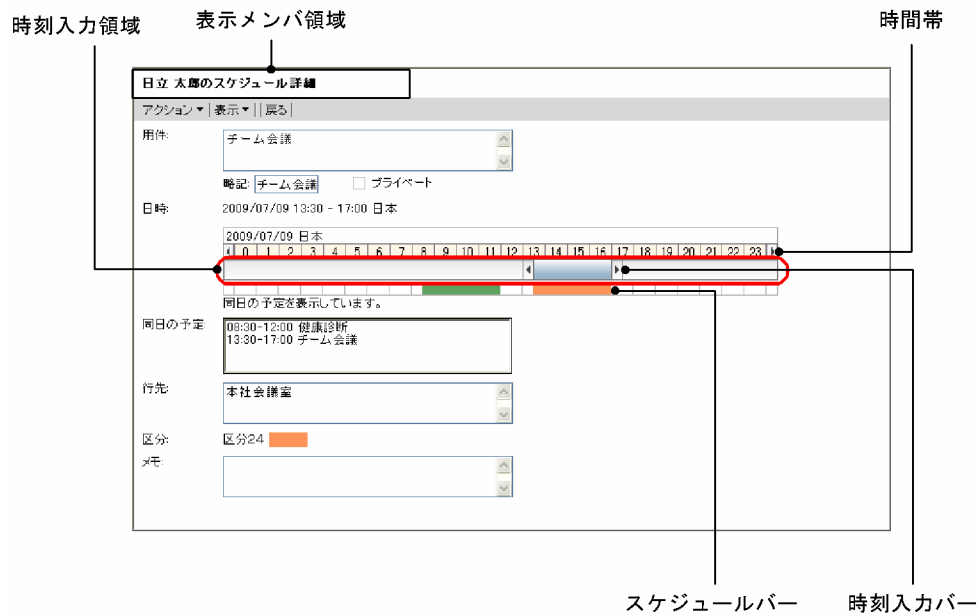 時刻入力領域
表示メンバ領域
時間帯
日立 太郎のスケジュール詳細
アクション▼|表示▼||戻る|
用件:
チーム会議
略記: チーム会議 プライベート
日時: 2009/07/09 13:30 - 17:00 日本
2009/07/09 日本
0 1 2 3 4 5 6 7 8 9 10 11 12 13 14 15 16 17 18 19 20 21 22 23
同日の予定を表示しています。
同日の予定:
08:30-12:00 健康診断
13:30-17:00 チーム会議
行先:
本社会議室
区分: 区分24
メモ:
スケジュールバー
時刻入力バー